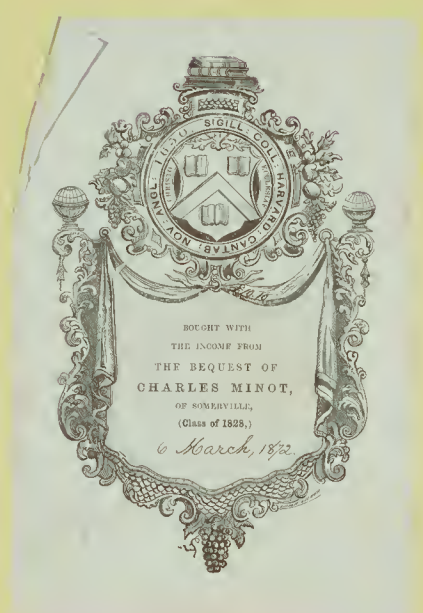 SIGILL: COLL: HARVARD: CANTAB: NOV: ANGL: 1650.
BOUGHT WITH
THE INCOME FROM
THE BEQUEST OF
CHARLES MINOT,
OF SOMERVILLE,
(Class of 1828,)
6 March, 1872.